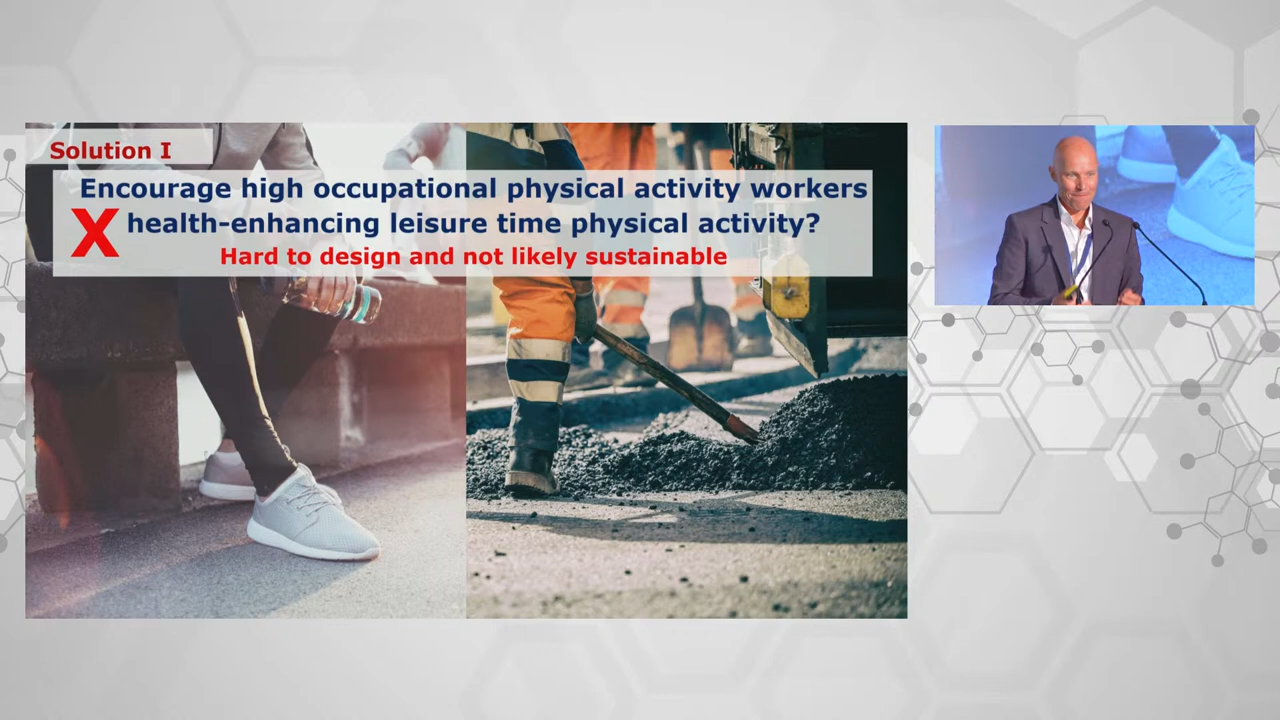 Solution I
Encourage high occupational physical activity workers
X health-enhancing leisure time physical activity?
Hard to design and not likely sustainable